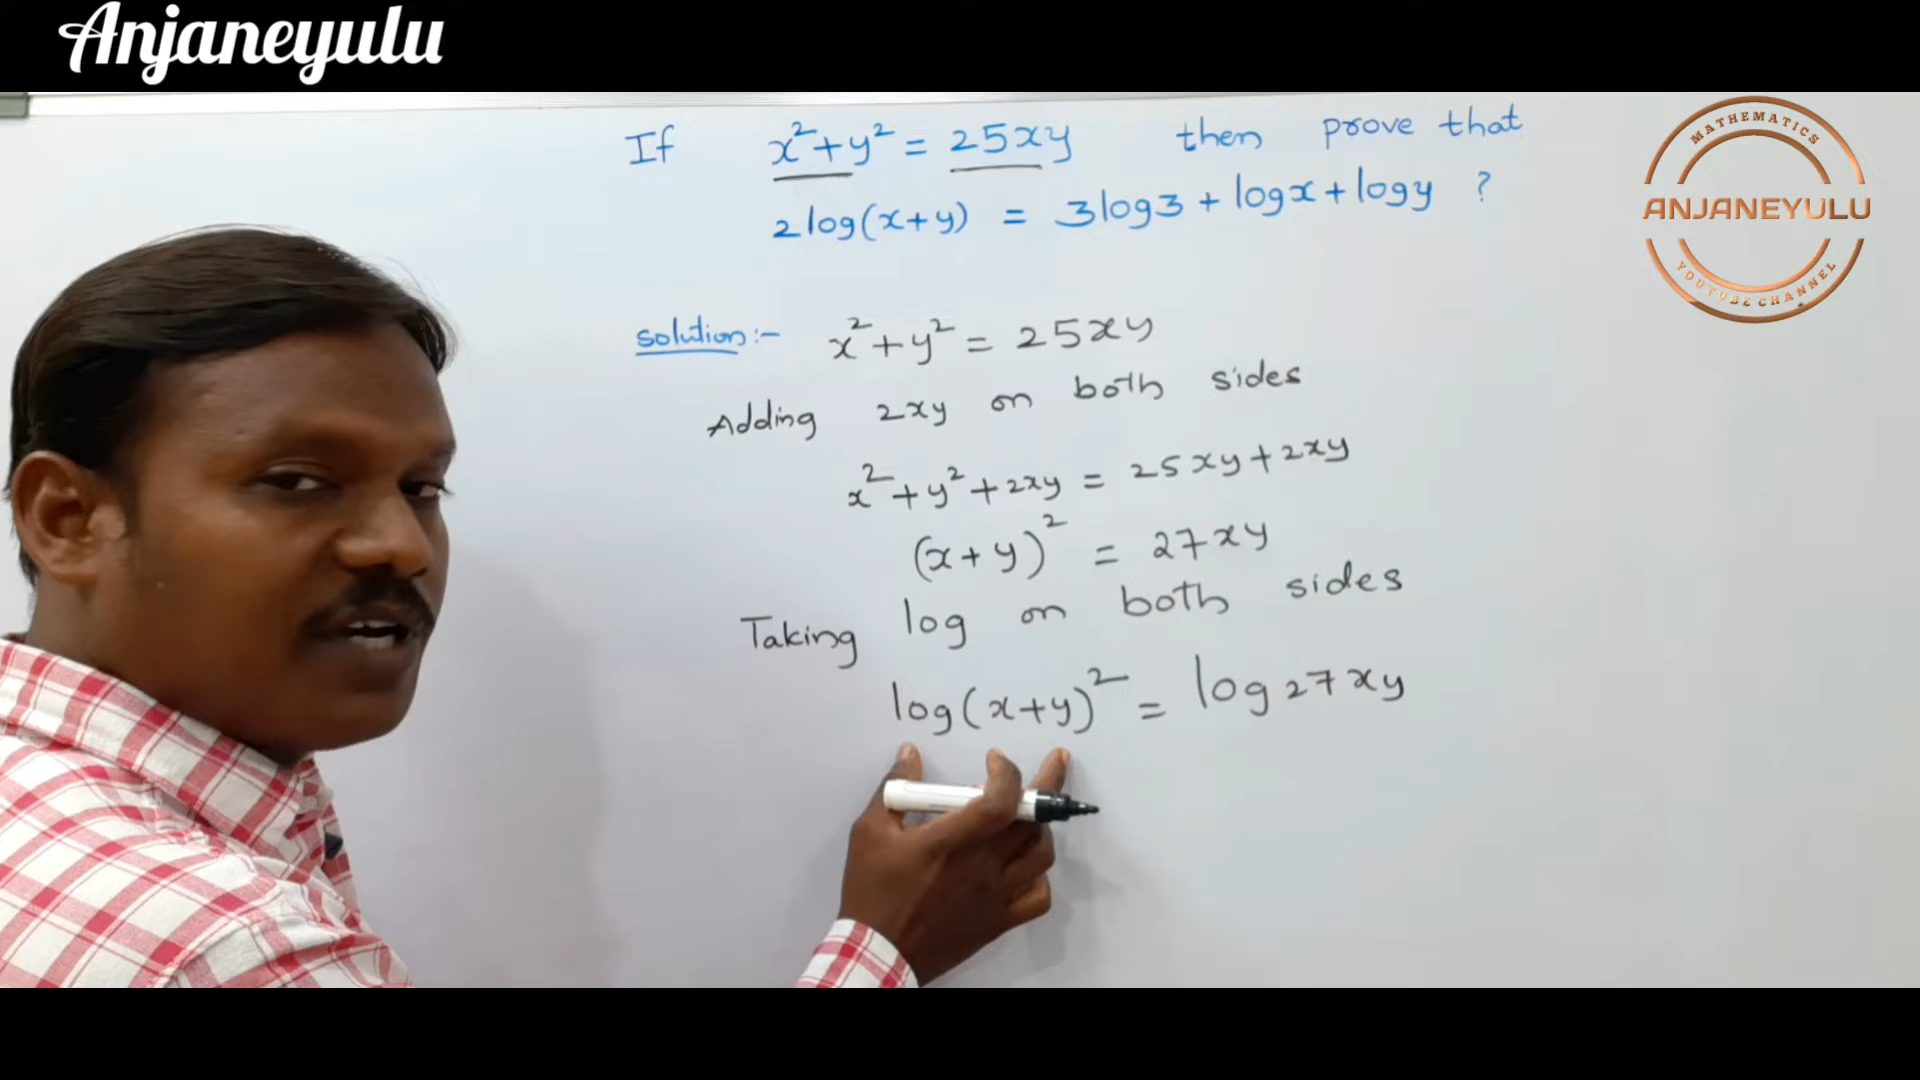 Anjaneyulu
If x²+y² = 25xy then prove that
2log(x+y) = 3log3 + logx + logy ?
MATHEMATICS
ANJANEYULU
YOUTUBE CHANNEL
solution:- x²+y² = 25xy
Adding 2xy on both sides
x²+y²+2xy = 25xy+2xy
(x+y)² = 27xy
Taking log on both sides
log(x+y)² = log27xy